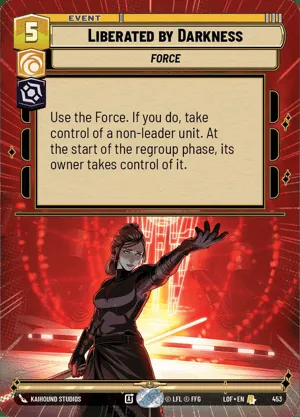 5
EVENT
LIBERATED BY DARKNESS
FORCE
Use the Force. If you do, take
control of a non-leader unit. At
the start of the regroup phase, its
owner takes control of it.
KAIHOUND STUDIOS
© LFL © FFG
LOF • EN
453